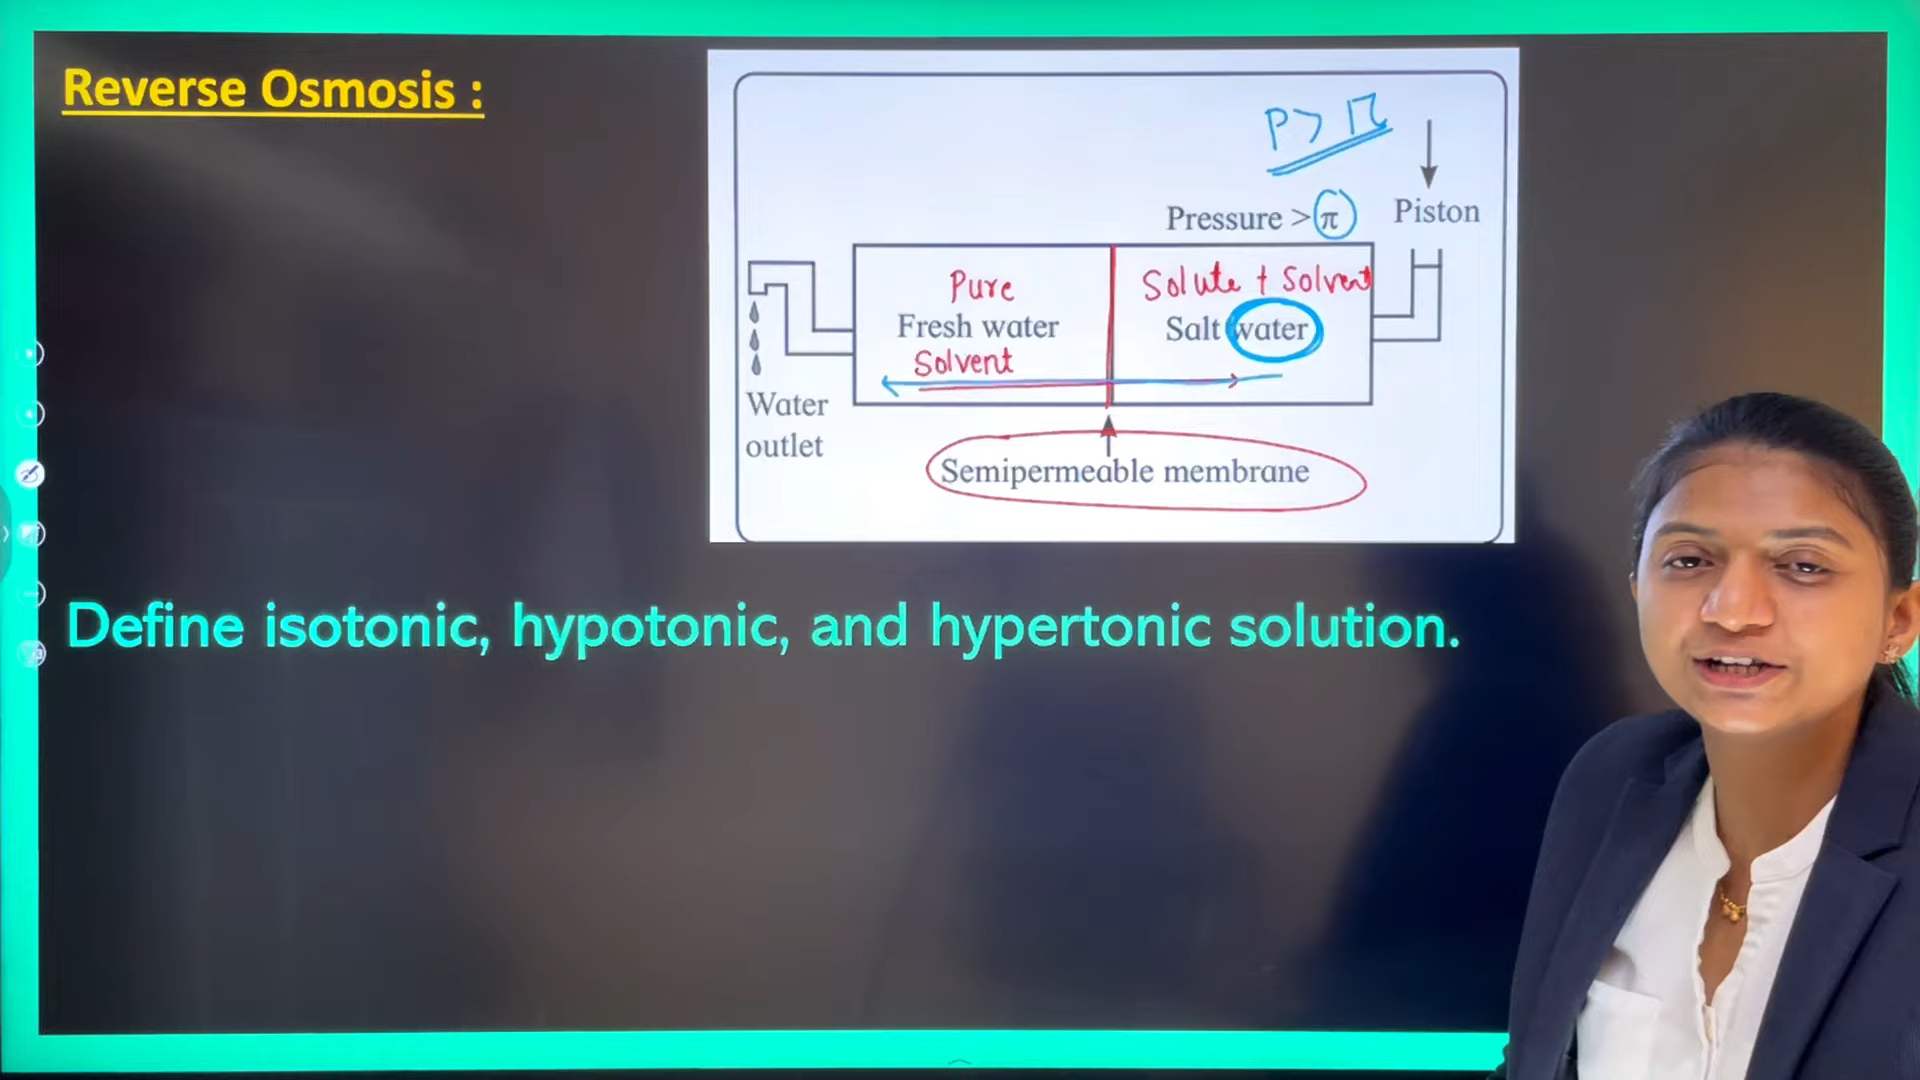 Reverse Osmosis :
P > π
Pressure > π
Piston
Pure
Solute + Solvent
Fresh water
Salt water
Solvent
Water
outlet
Semipermeable membrane
Define isotonic, hypotonic, and hypertonic solution.